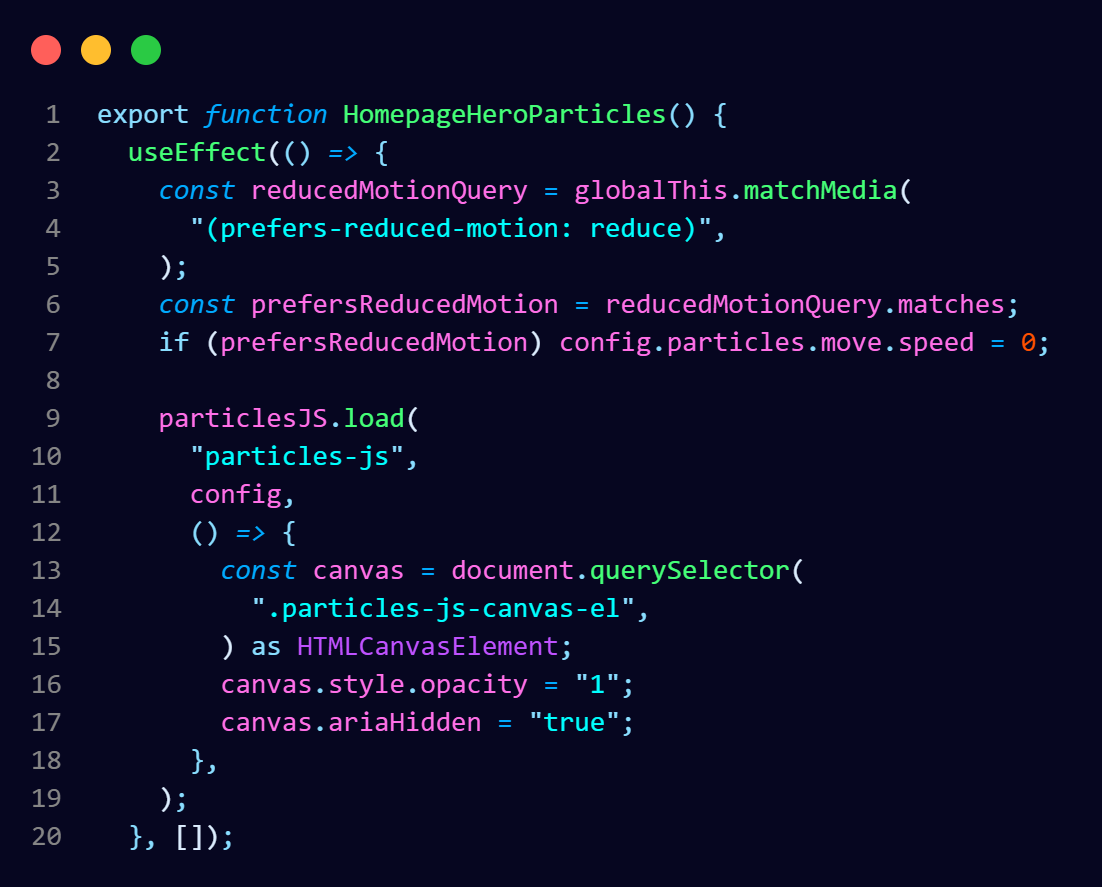 1 export function HomepageHeroParticles() {
2 useEffect(() => {
3 const reducedMotionQuery = globalThis.matchMedia(
4 "(prefers-reduced-motion: reduce)",
5 );
6 const prefersReducedMotion = reducedMotionQuery.matches;
7 if (prefersReducedMotion) config.particles.move.speed = 0;
8
9 particlesJS.load(
10 "particles-js",
11 config,
12 () => {
13 const canvas = document.querySelector(
14 ".particles-js-canvas-el",
15 ) as HTMLCanvasElement;
16 canvas.style.opacity = "1";
17 canvas.ariaHidden = "true";
18 },
19 );
20 }, []);